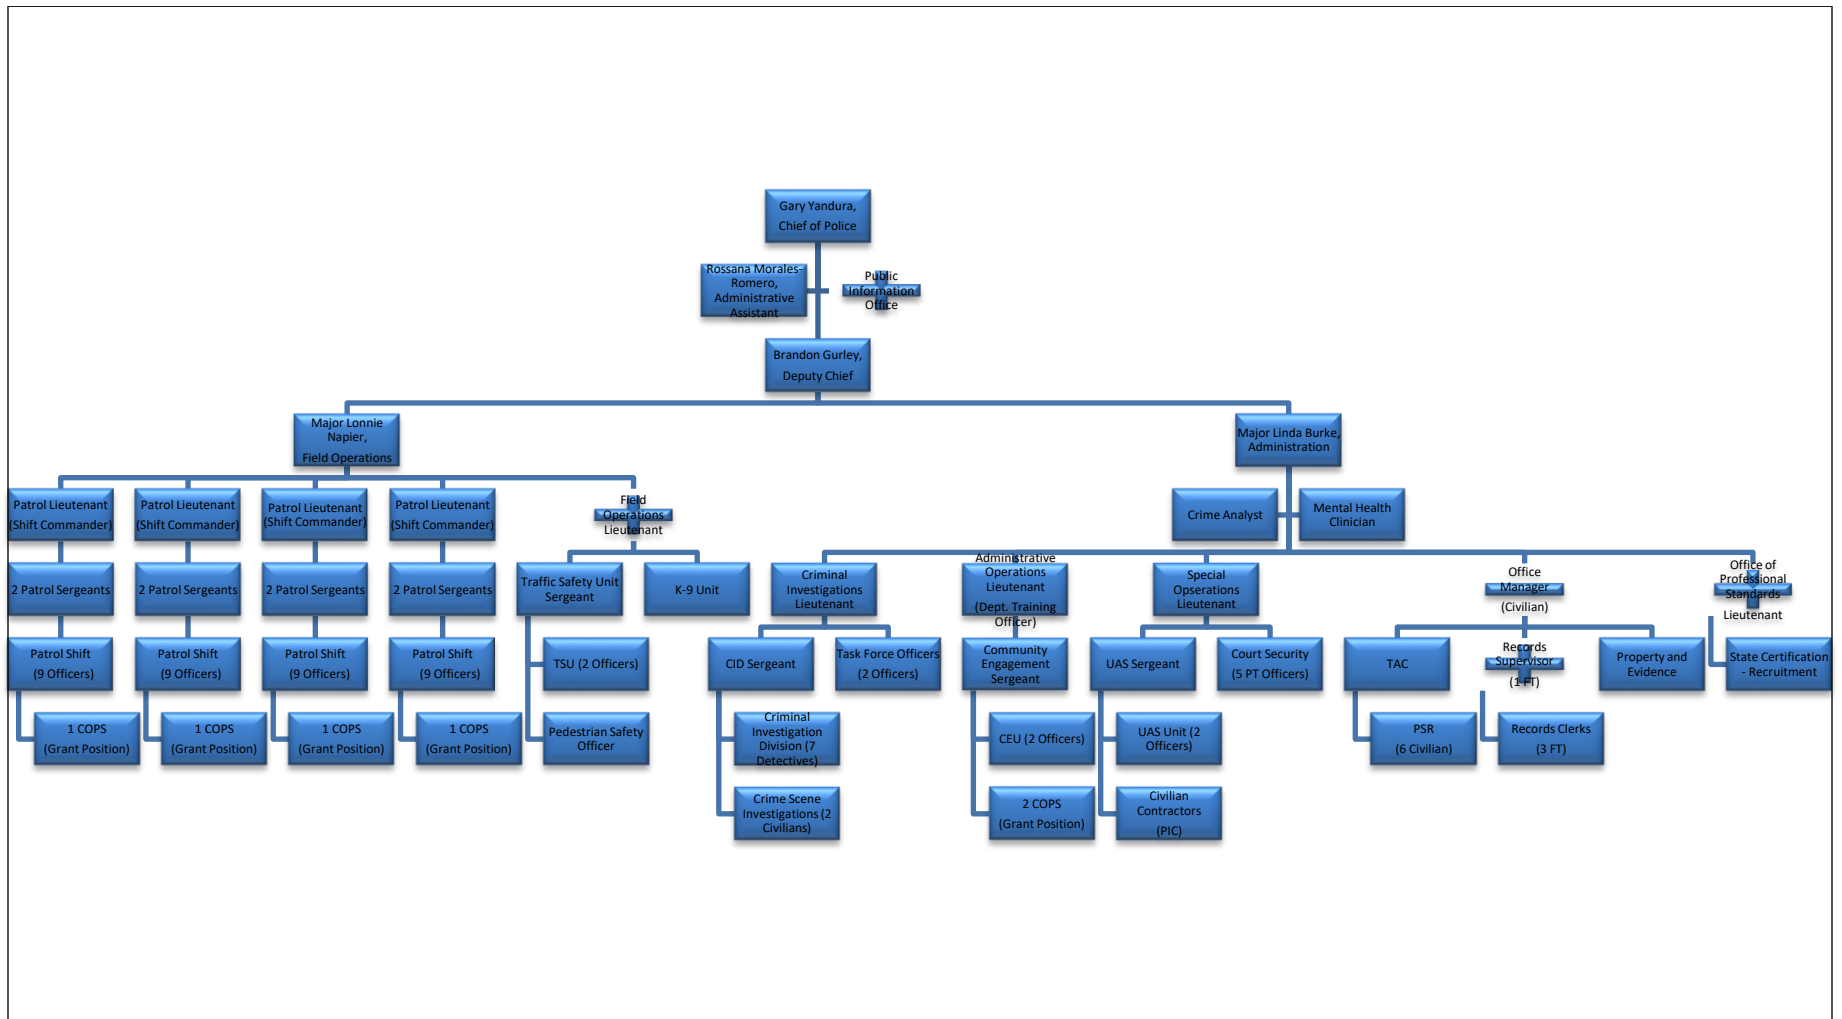 Gary Yandura,
Chief of Police
Rossana Morales-
Romero,
Administrative
Assistant
Public
Information
Office
Brandon Gurley,
Deputy Chief
Major Lonnie
Napier,
Field Operations
Major Linda Burke,
Administration
Patrol Lieutenant
(Shift Commander)
Patrol Lieutenant
(Shift Commander)
Patrol Lieutenant
(Shift Commander)
Patrol Lieutenant
(Shift Commander)
Field
Operations
Lieutenant
Crime Analyst
Mental Health
Clinician
2 Patrol Sergeants
2 Patrol Sergeants
2 Patrol Sergeants
2 Patrol Sergeants
Traffic Safety Unit
Sergeant
K-9 Unit
Criminal
Investigations
Lieutenant
Administrative
Operations
Lieutenant
(Dept. Training
Officer)
Special
Opserations
Lieutenant
Office
Manager
(Civilian)
Office of
Professional
Standards
Lieutenant
Patrol Shift
(9 Officers)
Patrol Shift
(9 Officers)
Patrol Shift
(9 Officers)
Patrol Shift
(9 Officers)
TSU (2 Officers)
CID Sergeant
Task Force Officers
(2 Officers)
Community
Engagement
Sergeant
UAS Sergeant
Court Security
(5 PT Officers)
TAC
Records
Supervisor
(1 FT)
Property and
Evidence
State Certification
- Recruitment
1 COPS
(Grant Position)
1 COPS
(Grant Position)
1 COPS
(Grant Position)
1 COPS
(Grant Position)
Pedestrian Safety
Officer
Criminal
Investigation
Division (7
Detectives)
CEU (2 Officers)
UAS Unit (2
Officers)
PSR
(6 Civilian)
Records Clerks
(3 FT)
Crime Scene
Investigations (2
Civilians)
2 COPS
(Grant Position)
Civilian
Contractors
(PIC)